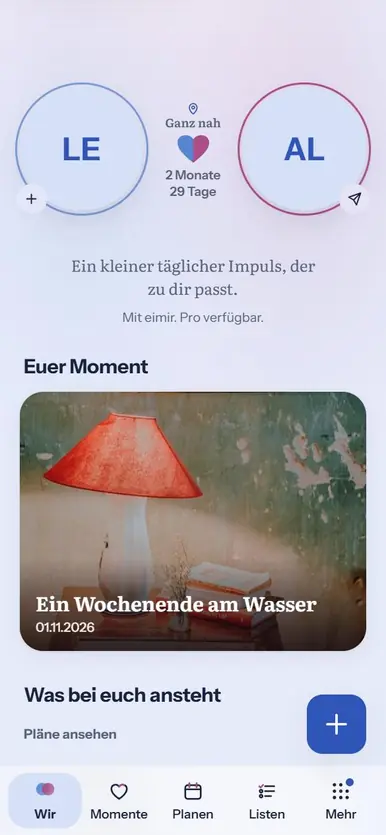 LE
Ganz nah
2 Monate
29 Tage
AL
Ein kleiner täglicher Impuls, der
zu dir passt.
Mit eimir. Pro verfügbar.
Euer Moment
Ein Wochenende am Wasser
01.11.2026
Was bei euch ansteht
Pläne ansehen
Wir
Momente
Planen
Listen
Mehr